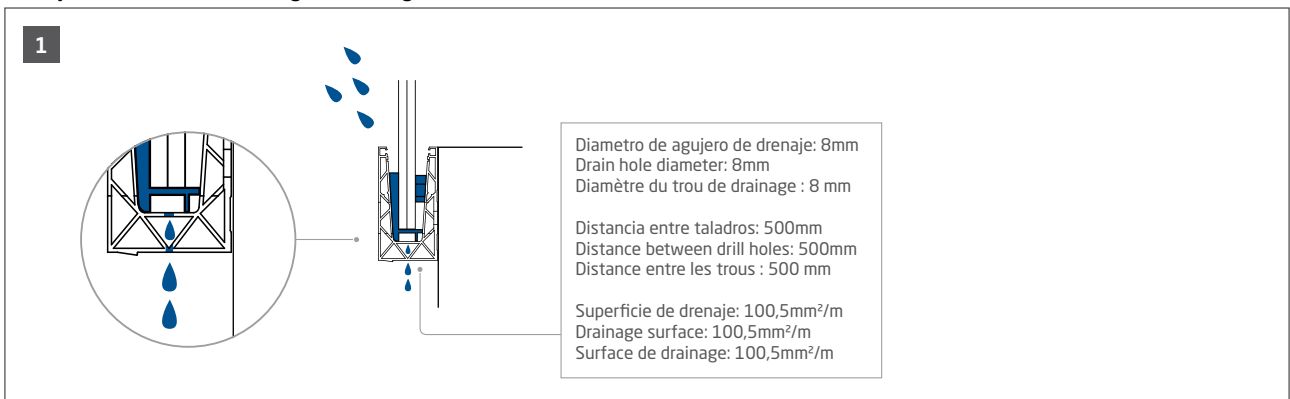 1
Diametro de agujero de drenaje: 8mm
Drain hole diameter: 8mm
Diamètre du trou de drainage : 8 mm
Distancia entre taladros: 500mm
Distance between drill holes: 500mm
Distance entre les trous : 500 mm
Superficie de drenaje: 100,5mm²/m
Drainage surface: 100,5mm²/m
Surface de drainage: 100,5mm²/m